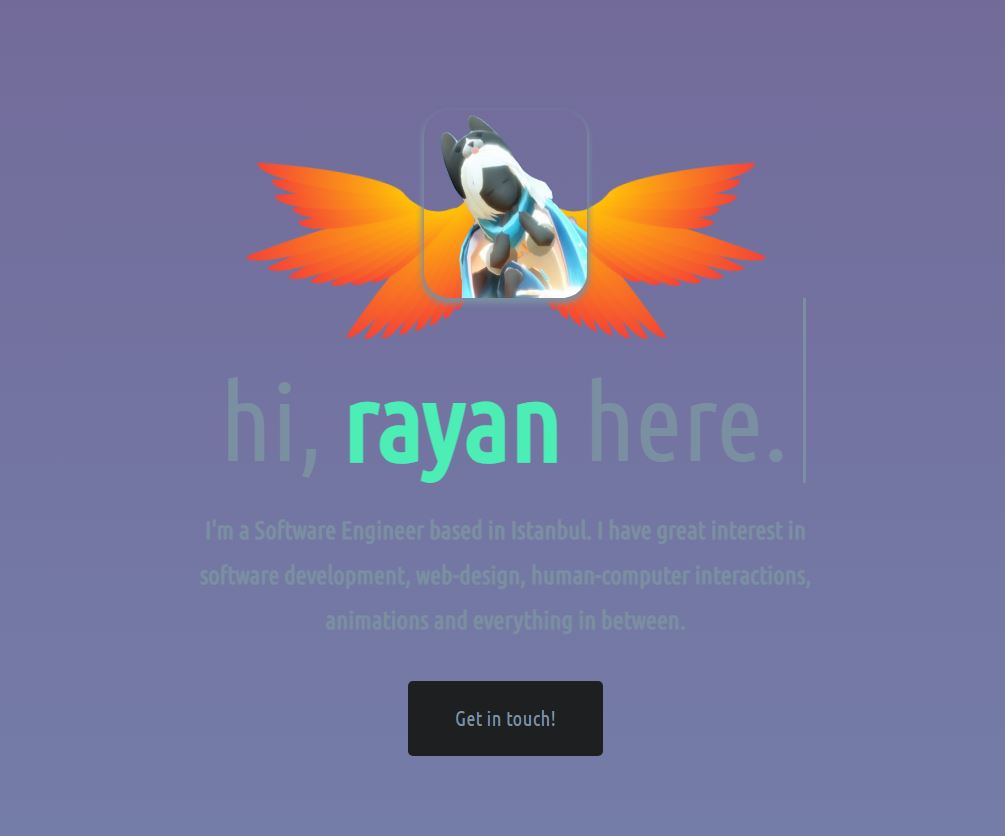 hi, rayan here.
I'm a Software Engineer based in Istanbul. I have great interest in
software development, web-design, human-computer interactions,
animations and everything in between.
Get in touch!